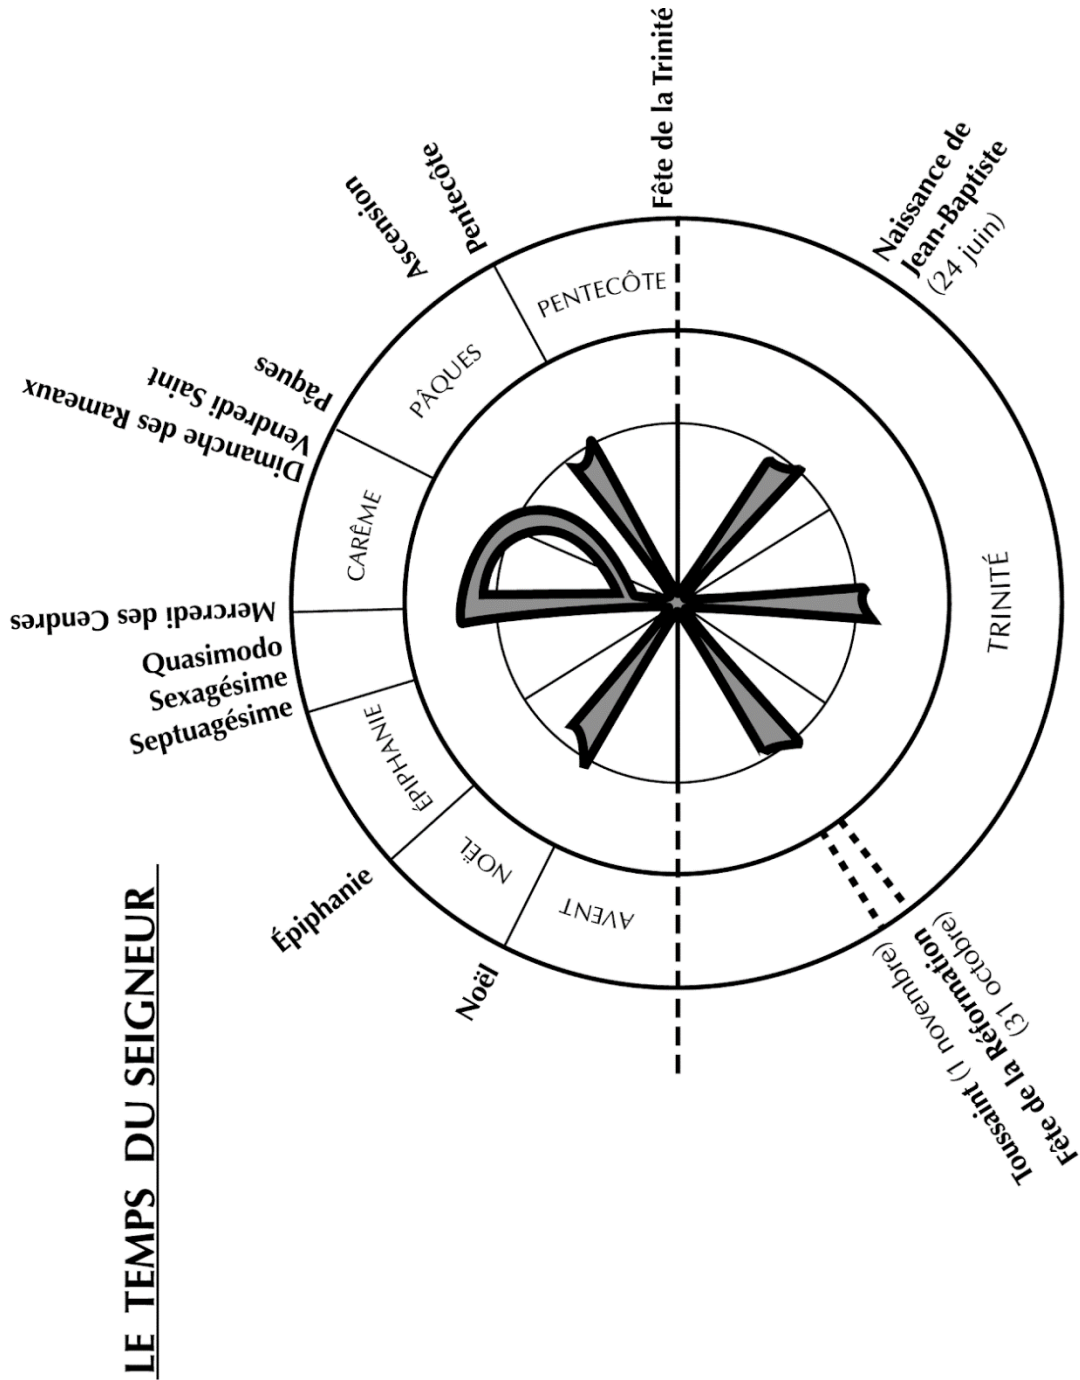 LE TEMPS DU SEIGNEUR
Noël
Épiphanie
Septuagésime
Sexagésime
Quasimodo
Mercredi des Cendres
Dimanche des Rameaux
Vendredi Saint
Pâques
Ascension
Pentecôte
Fête de la Trinité
Naissance de
Jean-Baptiste
(24 juin)
Fête de la Réformation
(31 octobre)
Toussaint (1 novembre)
AVENT
NOËL
ÉPIPHANIE
CARÊME
PÂQUES
PENTECÔTE
TRINITÉ